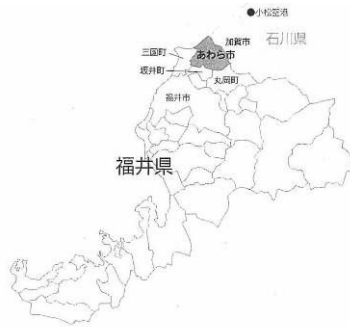 ●小松空港
石川県
加賀市
三国町
あわら市
坂井町
丸岡町
福井市
福井県